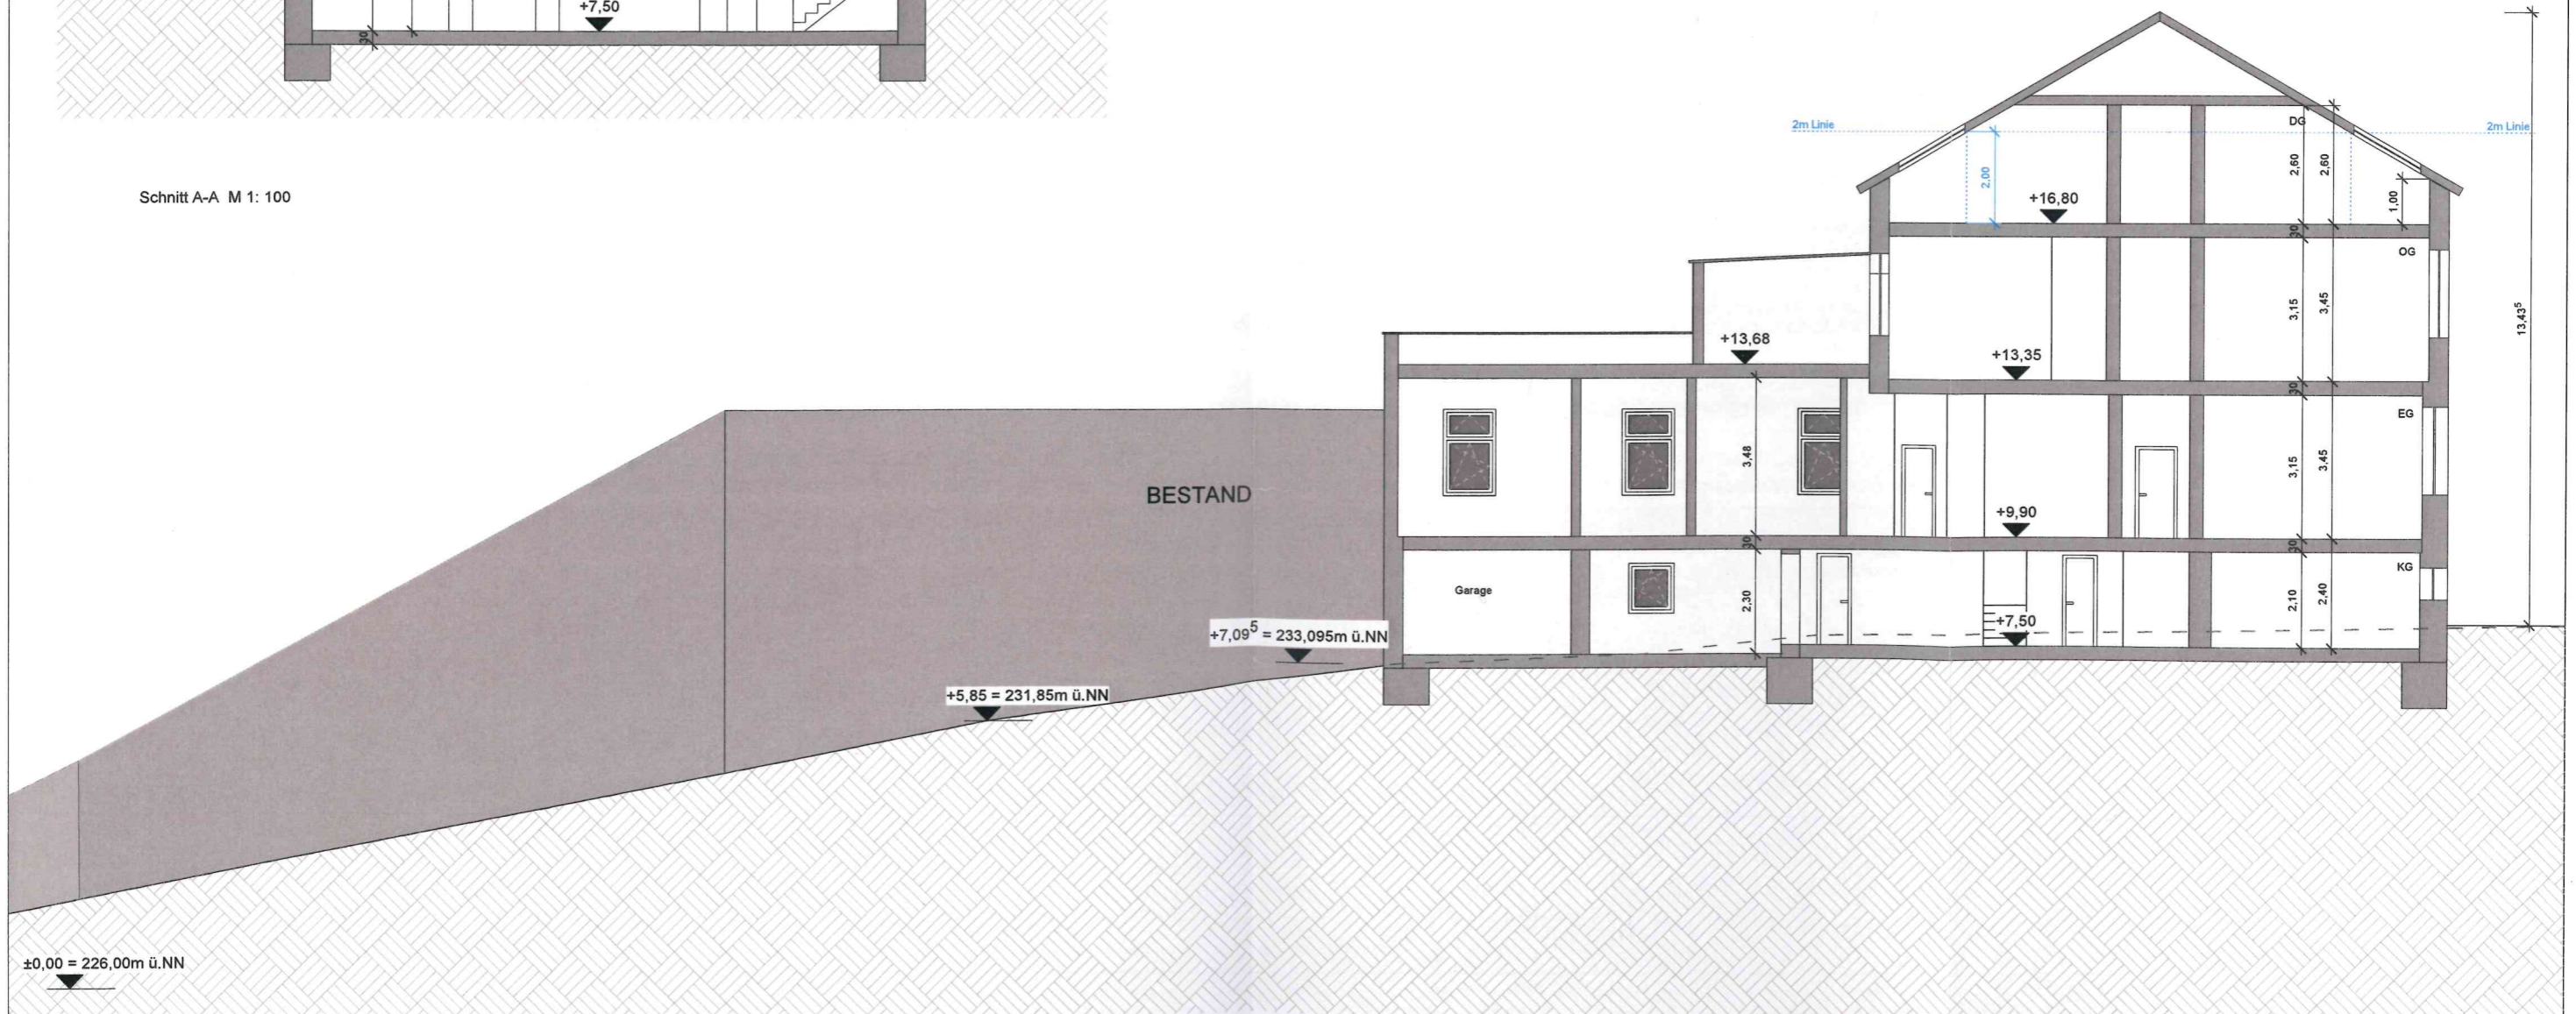 +7,50
30
Schnitt A-A M 1: 100
2m Linie
2m Linie
DG
2,00
2,60
2,60
1,00
+16,80
30
OG
13,43⁵
3,15
3,45
+13,68
+13,35
30
EG
BESTAND
3,48
3,15
3,45
+9,90
30
30
KG
Garage
2,30
2,10
2,40
+7,50
+7,09⁵ = 233,095m ü.NN
+5,85 = 231,85m ü.NN
±0,00 = 226,00m ü.NN